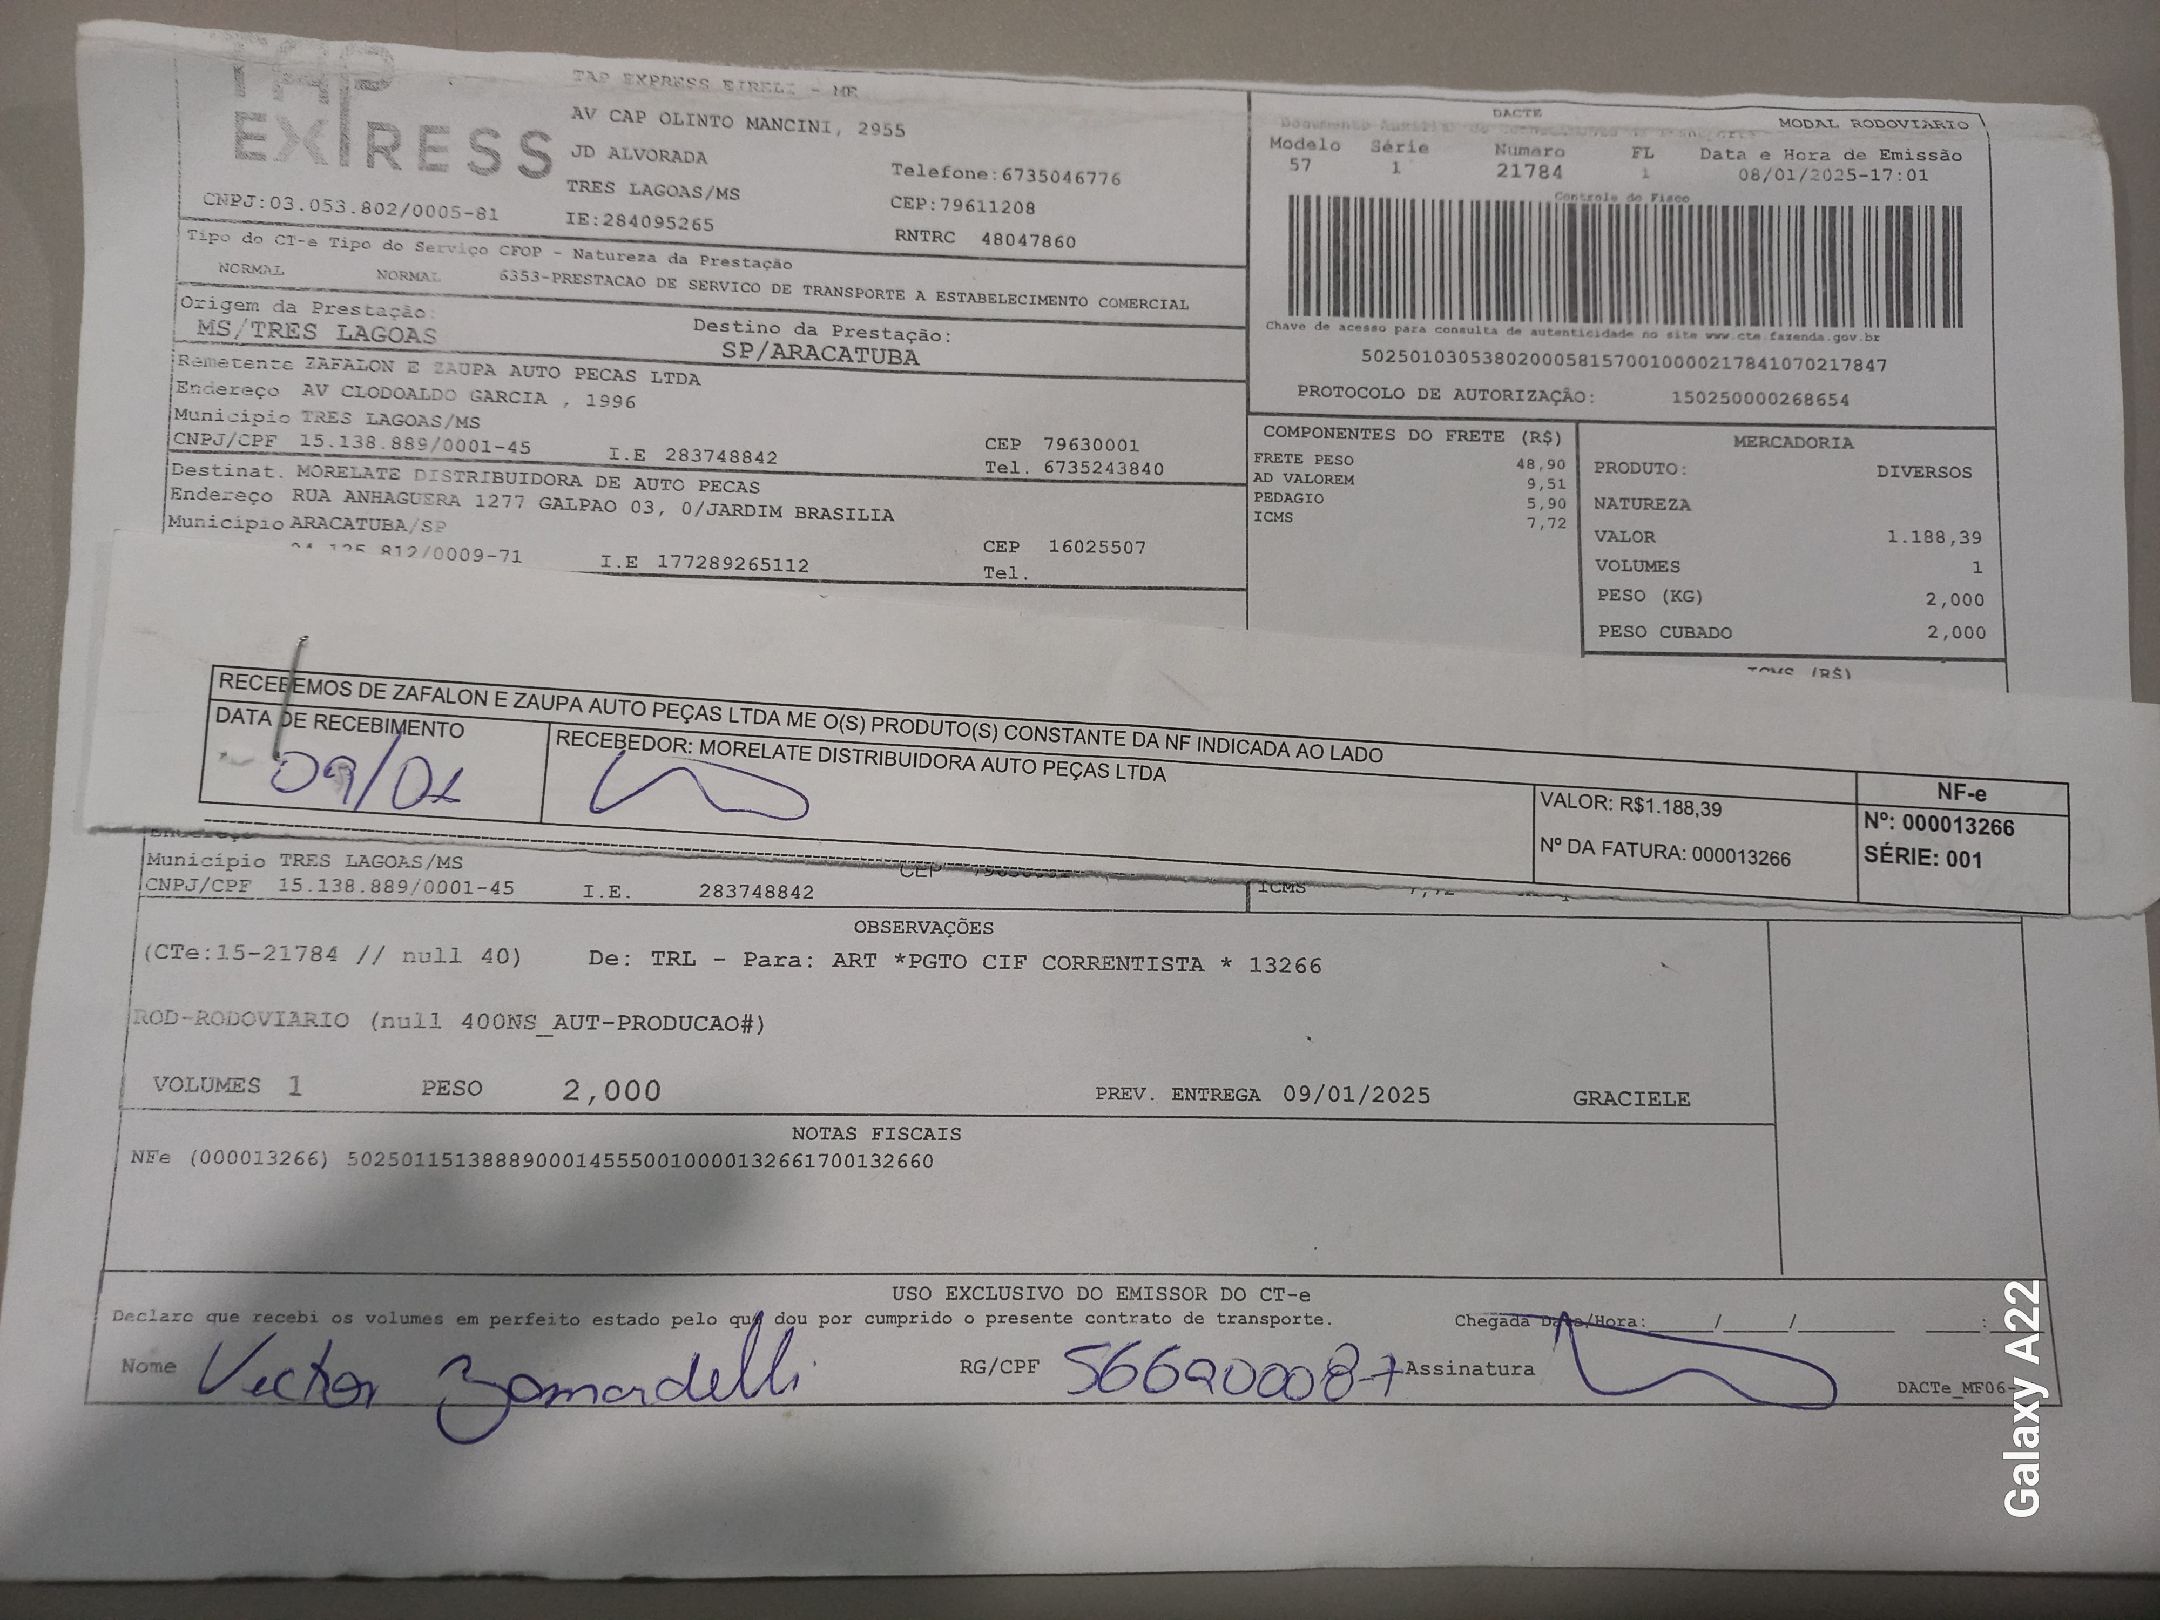 TAP
EXPRESS
TAP EXPRESS EIRELI - ME
AV CAP OLINTO MANCINI, 2955
JD ALVORADA
Telefone:6735046776
TRES LAGOAS/MS
CEP:79611208
CNPJ:03.053.802/0005-81
IE:284095265
RNTRC 48047860
DACTE
MODAL RODOVIARIO
Modelo Série Numaro FL Data e Hora de Emissão
57 1 21784 1 08/01/2025-17:01
Controle do Fisco
Tipo do CT-e Tipo do Serviço CFOP - Natureza da Prestação
NORMAL NORMAL 6353-PRESTACAO DE SERVICO DE TRANSPORTE A ESTABELECIMENTO COMERCIAL
Origem da Prestação: Destino da Prestação:
MS/TRES LAGOAS SP/ARACATUBA
Chave de acesso para consulta de autenticidade no site www.cte.fazenda.gov.br
50250103053802000581570010000217841070217847
PROTOCOLO DE AUTORIZAÇÃO: 150250000268654
Remetente ZAFALON E ZAUPA AUTO PECAS LTDA
Endereço AV CLODOALDO GARCIA , 1996
Município TRES LAGOAS/MS
CEP 79630001
CNPJ/CPF 15.138.889/0001-45 I.E 283748842
Tel. 6735243840
Destinat. MORELATE DISTRIBUIDORA DE AUTO PECAS
Endereço RUA ANHAGUERA 1277 GALPAO 03, 0/JARDIM BRASILIA
Município ARACATUBA/SP
CEP 16025507
812/0009-71 I.E 177289265112
Tel.
COMPONENTES DO FRETE (R$)
FRETE PESO 48,90
AD VALOREM 9,51
PEDAGIO 5,90
ICMS 7,72
MERCADORIA
PRODUTO: DIVERSOS
NATUREZA
VALOR 1.188,39
VOLUMES 1
PESO (KG) 2,000
PESO CUBADO 2,000
(R$)
RECEBEMOS DE ZAFALON E ZAUPA AUTO PEÇAS LTDA ME O(S) PRODUTO(S) CONSTANTE DA NF INDICADA AO LADO
DATA DE RECEBIMENTO
09/01
RECEBEDOR: MORELATE DISTRIBUIDORA AUTO PEÇAS LTDA
VALOR: R$1.188,39
Nº DA FATURA: 000013266
NF-e
Nº: 000013266
SÉRIE: 001
Município TRES LAGOAS/MS
CNPJ/CPF 15.138.889/0001-45 I.E. 283748842
ICMS 7,72
OBSERVAÇÕES
(CTe:15-21784 // null 40) De: TRL - Para: ART *PGTO CIF CORRENTISTA * 13266
ROD-RODOVIARIO (null 400NS_AUT-PRODUCAO#)
VOLUMES 1 PESO 2,000 PREV. ENTREGA 09/01/2025 GRACIELE
NOTAS FISCAIS
NFe (000013266) 50250115138889000145550010000132661700132660
USO EXCLUSIVO DO EMISSOR DO CT-e
Declaro que recebi os volumes em perfeito estado pelo que dou por cumprido o presente contrato de transporte.
Chegada Data/Hora:_____/_____/_____ ____:
Nome Vector RG/CPF Assinatura
DACTe_MF06-
Galaxy A22